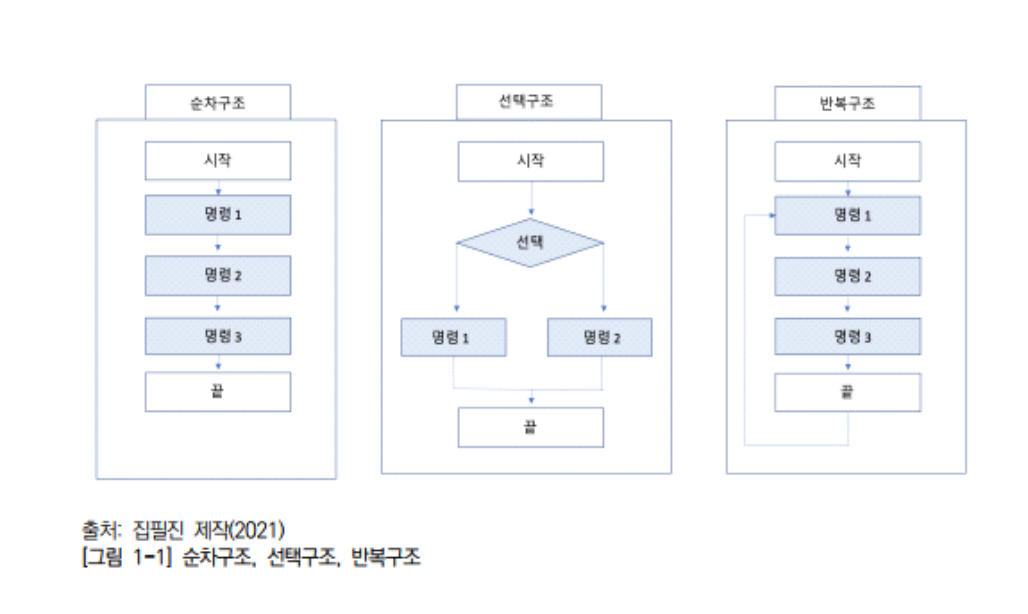 순차구조
시작
명령 1
명령 2
명령 3
끝
선택구조
시작
선택
명령 1
명령 2
끝
반복구조
시작
명령 1
명령 2
명령 3
끝
출처: 집필진 제작(2021)
[그림 1-1] 순차구조, 선택구조, 반복구조